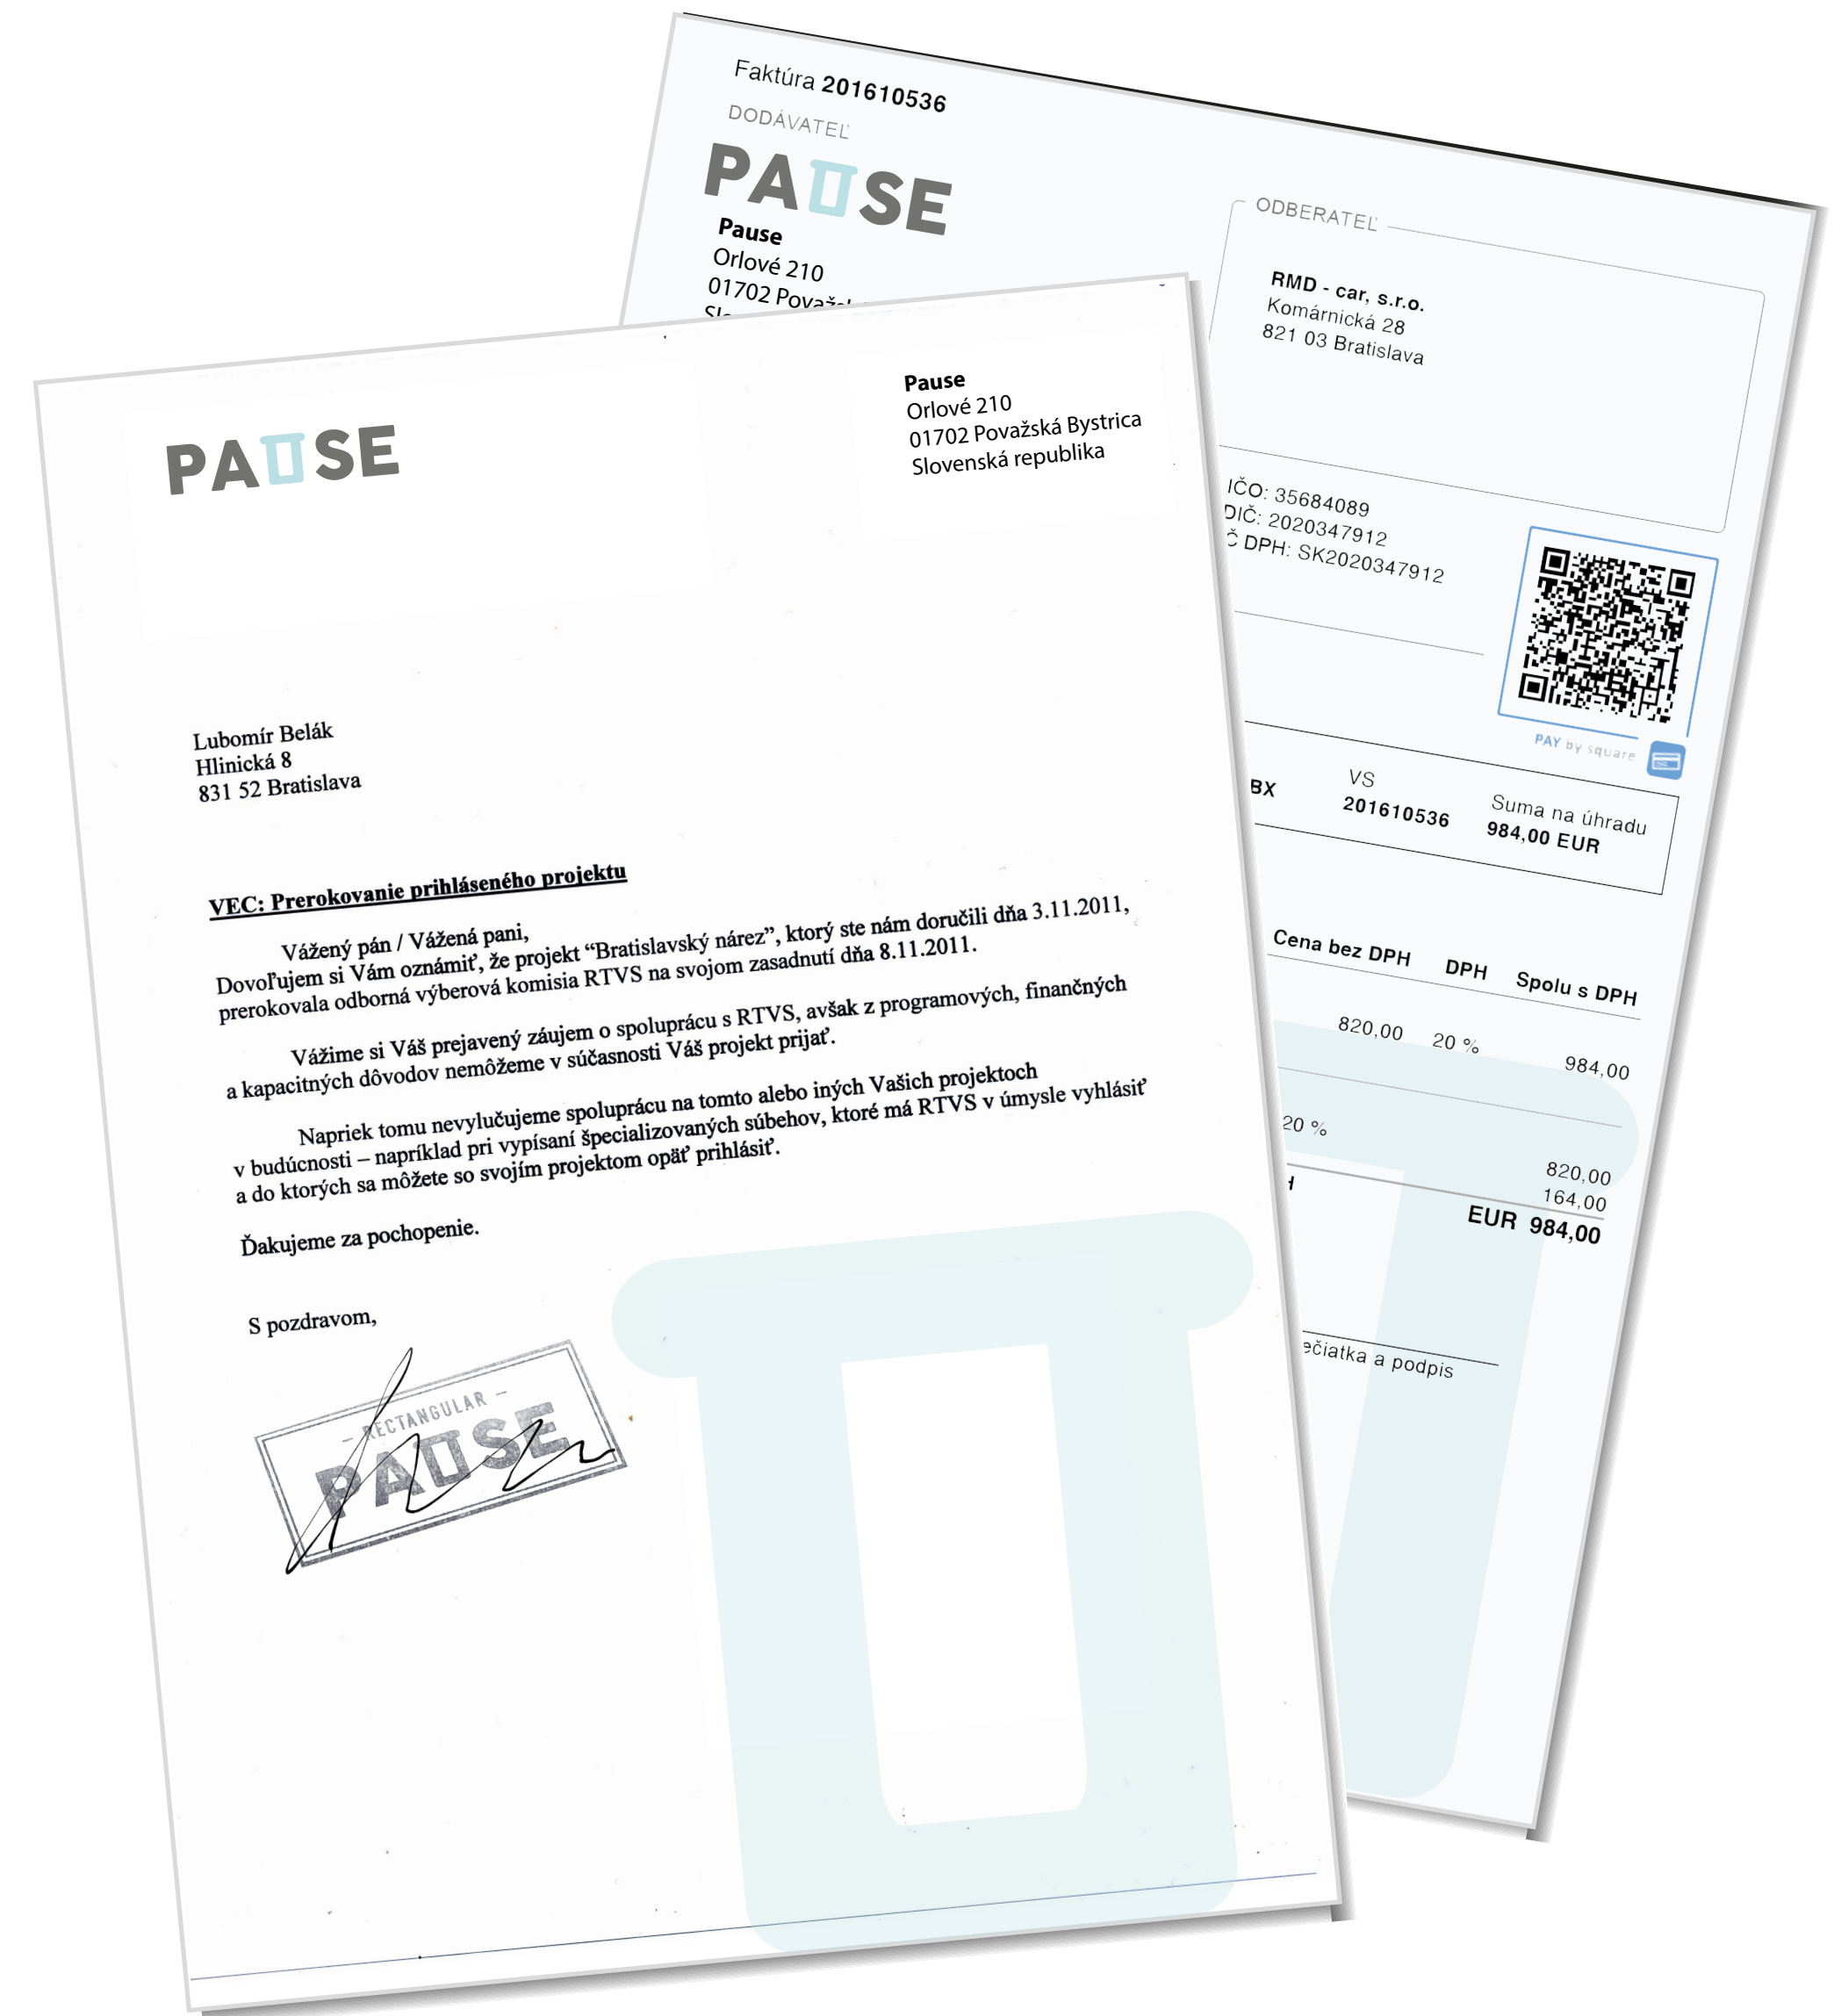 Faktúra 201610536
DODÁVATEĽ
PAUSE
Pause
Orlové 210
01702
ODBERATEĽ
RMD - car, s.r.o.
Komárnická 28
821 03 Bratislava
IČO: 35684089
DIČ: 2020347912
Č DPH: SK2020347912
PAY by square
BX
VS
201610536
Suma na úhradu
984,00 EUR
Cena bez DPH DPH Spolu s DPH
820,00 20 % 984,00
20 %
820,00
164,00
EUR 984,00
ečiatka a podpis
PAUSE
Pause
Orlové 210
01702 Považská Bystrica
Slovenská republika
Lubomír Belák
Hlinická 8
831 52 Bratislava
VEC: Prerokovanie prihláseného projektu
Vážený pán / Vážená pani,
Dovoľujem si Vám oznámiť, že projekt “Bratislavský nárez”, ktorý ste nám doručili dňa 3.11.2011,
prerokovala odborná výberová komisia RTVS na svojom zasadnutí dňa 8.11.2011.
Vážime si Váš prejavený záujem o spoluprácu s RTVS, avšak z programových, finančných
a kapacitných dôvodov nemôžeme v súčasnosti Váš projekt prijať.
Napriek tomu nevylučujeme spoluprácu na tomto alebo iných Vašich projektoch
v budúcnosti – napríklad pri vypísaní špecializovaných súbehov, ktoré má RTVS v úmysle vyhlásiť
a do ktorých sa môžete so svojím projektom opäť prihlásiť.
Ďakujeme za pochopenie.
S pozdravom,
– RECTANGULAR –
PAUSE